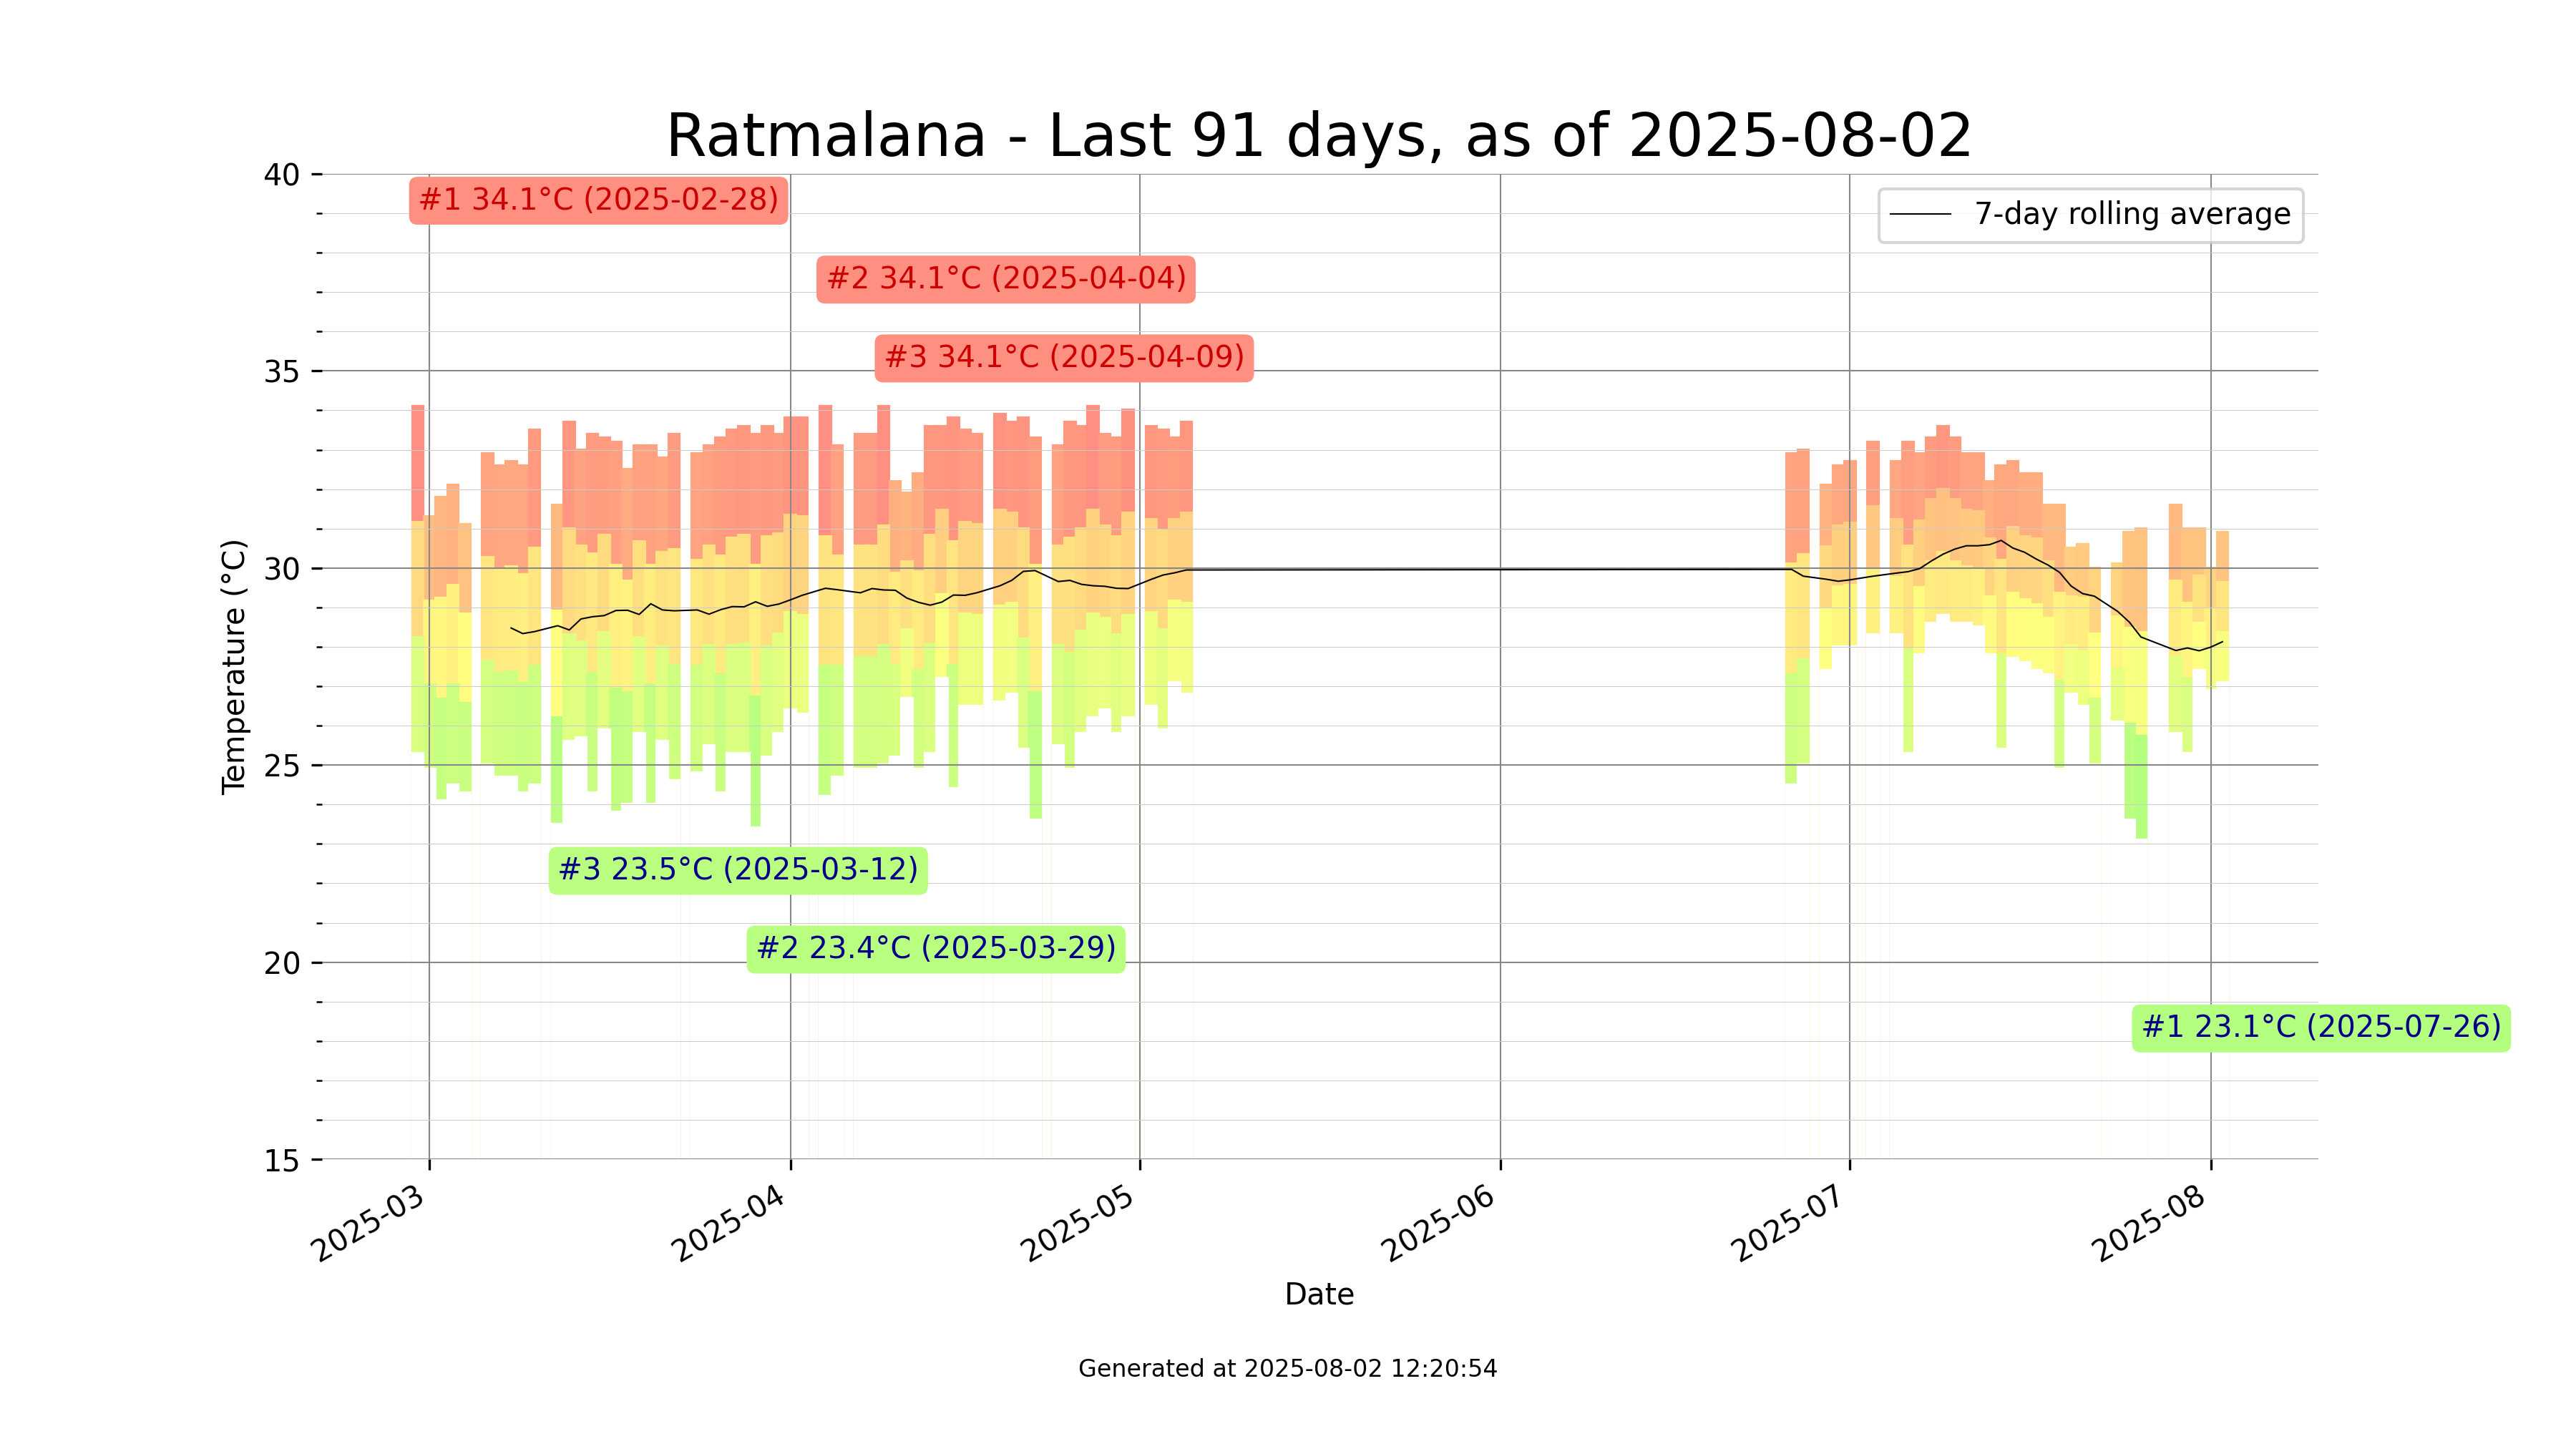 Ratmalana - Last 91 days, as of 2025-08-02
40
#1 34.1°C (2025-02-28)
7-day rolling average
#2 34.1°C (2025-04-04)
#3 34.1°C (2025-04-09)
35
30
Temperature (°C)
25
#3 23.5°C (2025-03-12)
#2 23.4°C (2025-03-29)
20
#1 23.1°C (2025-07-26)
15
2025-03
2025-04
2025-05
2025-06
2025-07
2025-08
Date
Generated at 2025-08-02 12:20:54